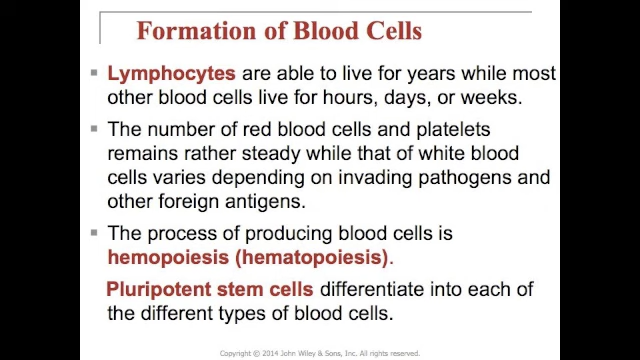 Formation of Blood Cells
Lymphocytes are able to live for years while most
other blood cells live for hours, days, or weeks.
The number of red blood cells and platelets
remains rather steady while that of white blood
cells varies depending on invading pathogens and
other foreign antigens.
The process of producing blood cells is
hemopoiesis (hematopoiesis).
Pluripotent stem cells differentiate into each of
the different types of blood cells.
Copyright © 2014 John Wiley & Sons, Inc. All rights reserved.